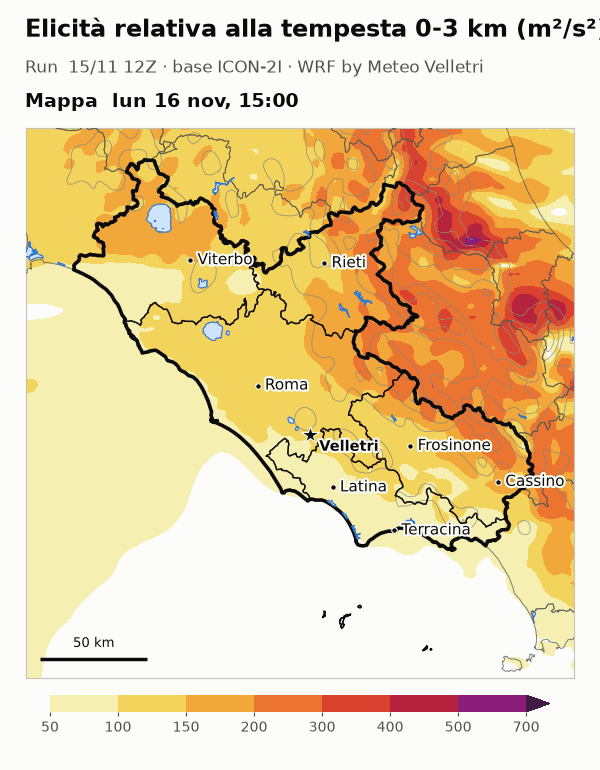 Elicità relativa alla tempesta 0-3 km (m²/s²)
Run 15/11 12Z · base ICON-2I · WRF by Meteo Velletri
Mappa lun 16 nov, 15:00
Viterbo
Rieti
Roma
Velletri
Frosinone
Latina
Cassino
Terracina
50 km
50 100 150 200 300 400 500 700